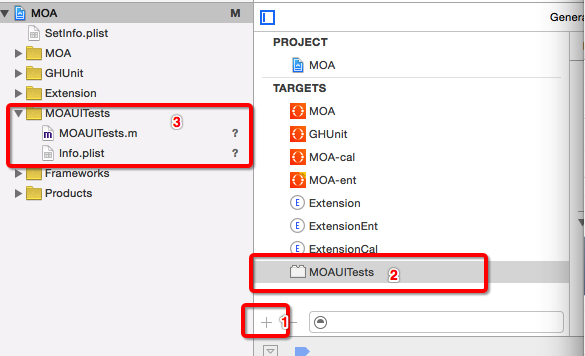 MOA M
SetInfo.plist
MOA
GHUnit
Extension
MOAUITests
3
MOAUITests.m ?
Info.plist ?
Frameworks
Products
Genera
PROJECT
MOA
TARGETS
MOA
GHUnit
MOA-cal
MOA-ent
E Extension
E ExtensionEnt
E ExtensionCal
MOAUITests 2
+ 1 −